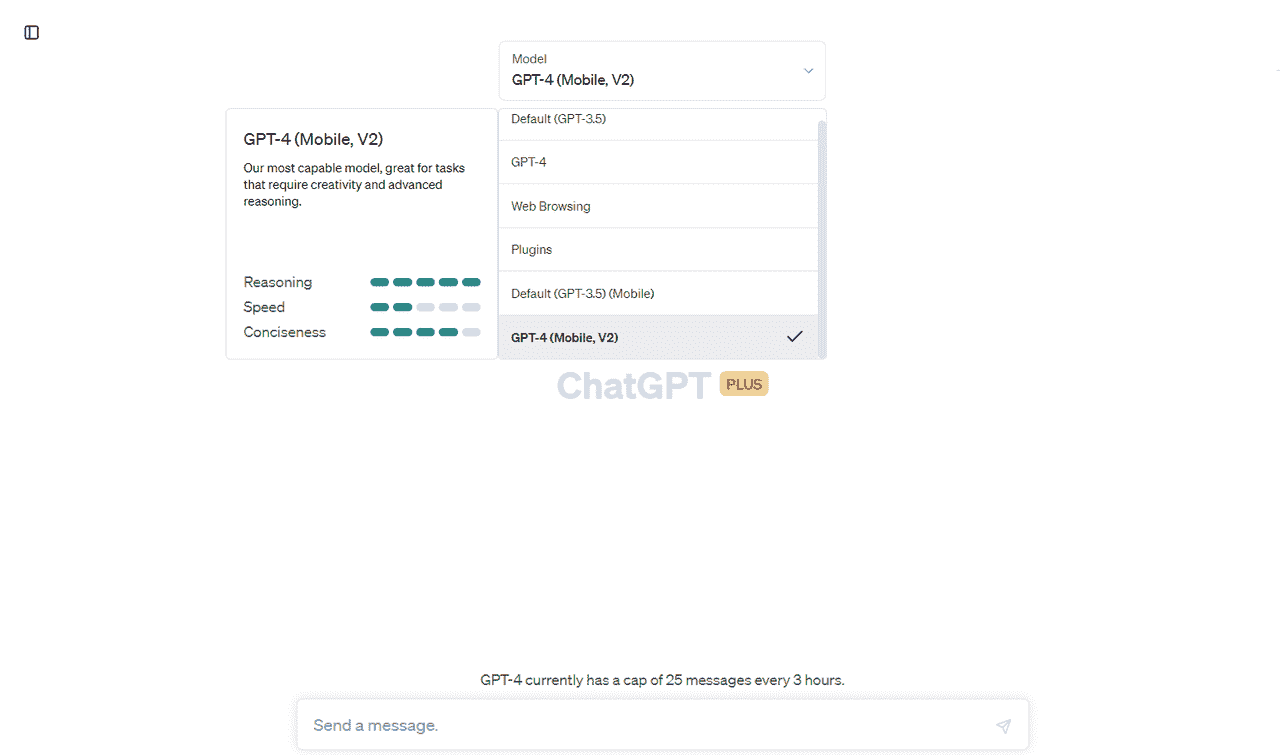 Model
GPT-4 (Mobile, V2)
GPT-4 (Mobile, V2)
Our most capable model, great for tasks
that require creativity and advanced
reasoning.
Reasoning
Speed
Conciseness
Default (GPT-3.5)
GPT-4
Web Browsing
Plugins
Default (GPT-3.5) (Mobile)
GPT-4 (Mobile, V2)
ChatGPT PLUS
GPT-4 currently has a cap of 25 messages every 3 hours.
Send a message.